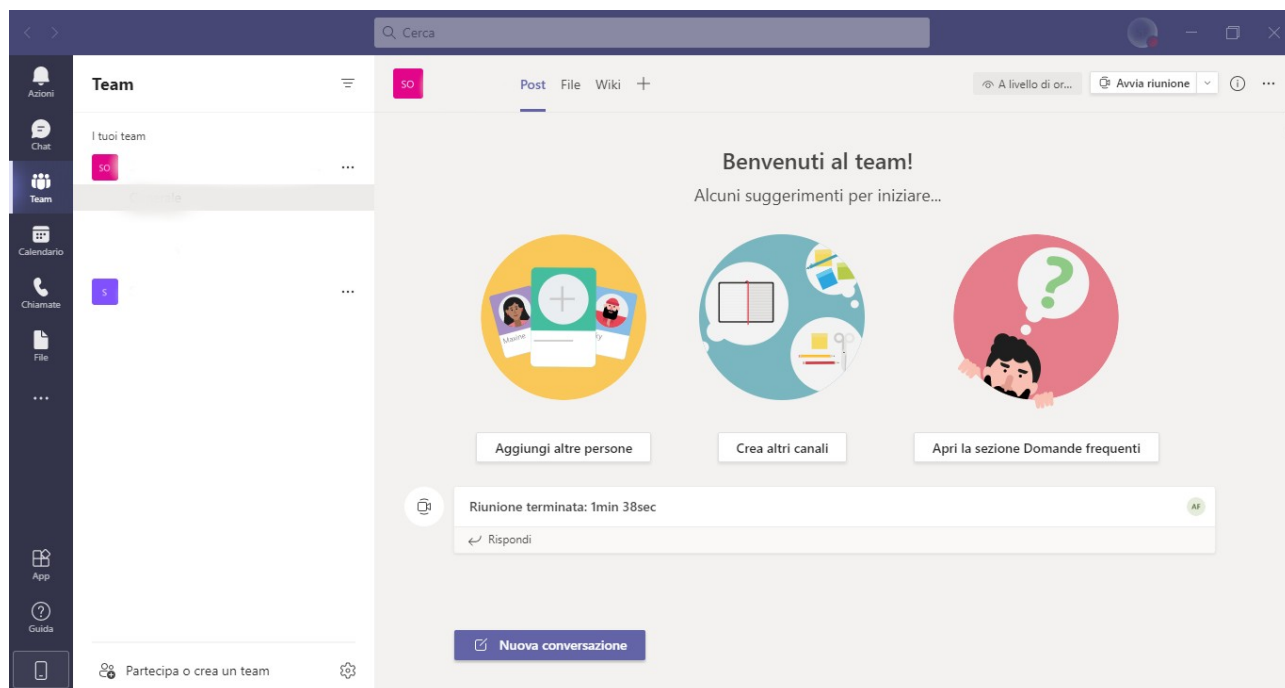 Cerca
Azioni
Chat
Team
Calendario
Chiamate
File
App
Guida
Team
I tuoi team
SO
S
Partecipa o crea un team
SO
Post File Wiki
A livello di or...
Avvia riunione
Benvenuti al team!
Alcuni suggerimenti per iniziare...
Maxine
Aggiungi altre persone
Crea altri canali
Apri la sezione Domande frequenti
Riunione terminata: 1min 38sec
AF
Rispondi
Nuova conversazione